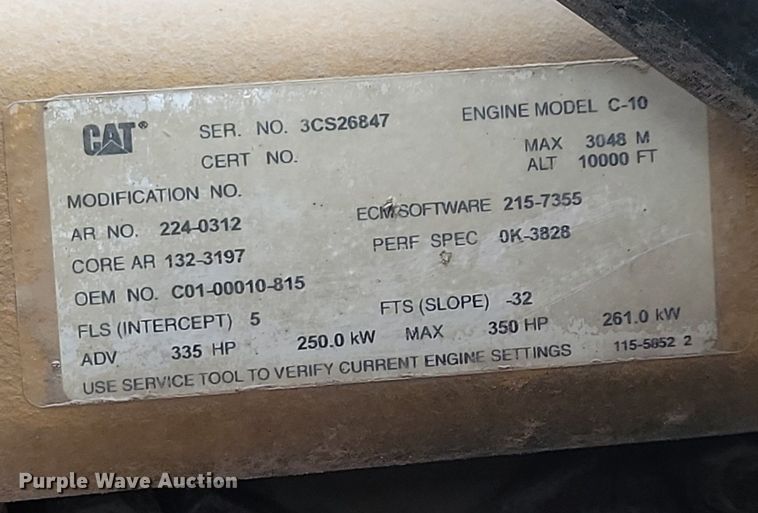 CAT® SER. NO. 3CS26847 ENGINE MODEL C-10
CERT NO. MAX 3048 M
ALT 10000 FT
MODIFICATION NO.
AR NO. 224-0312 ECM SOFTWARE 215-7355
CORE AR 132-3197 PERF SPEC 0K-3828
OEM NO. C01-00010-815
FLS (INTERCEPT) 5 FTS (SLOPE) -32
ADV 335 HP 250.0 kW MAX 350 HP 261.0 kW
USE SERVICE TOOL TO VERIFY CURRENT ENGINE SETTINGS 115-5852 2
Purple Wave Auction